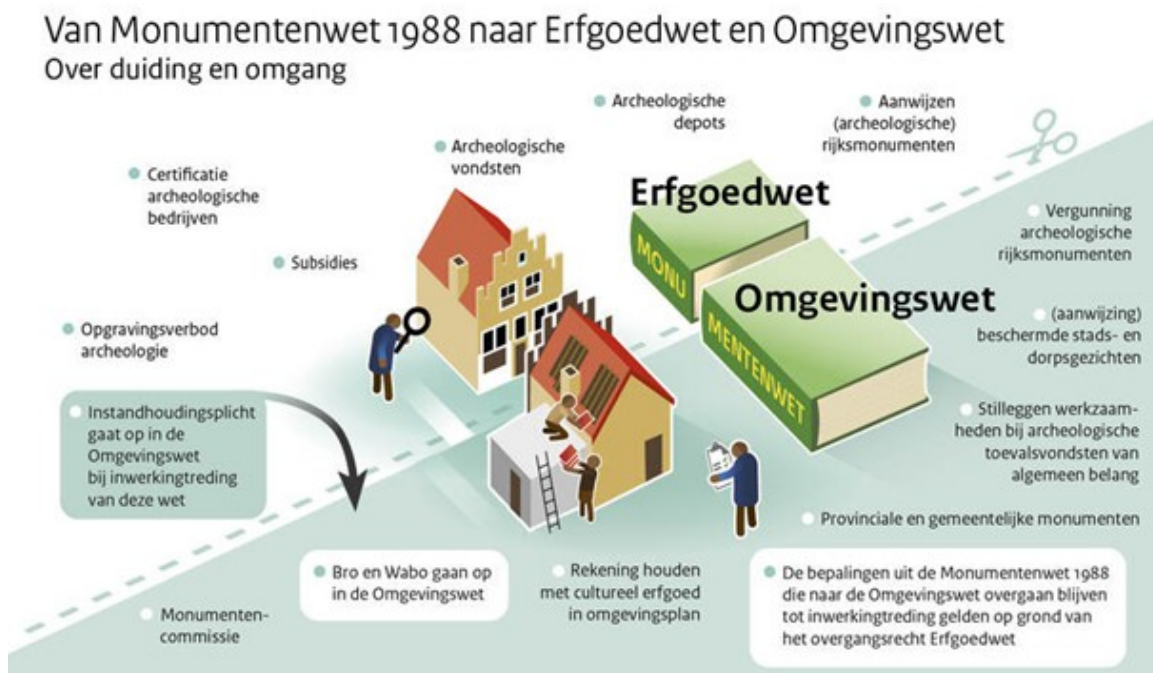 Van Monumentenwet 1988 naar Erfgoedwet en Omgevingswet
Over duiding en omgang
Archeologische
depots
Aanwijzen
(archeologische)
rijksmonumenten
Archeologische
vondsten
Certificatie
archeologische
bedrijven
Subsidies
Opgravingsverbod
archeologie
Erfgoedwet
MONU
Omgevingswet
MENTENWET
Vergunning
archeologische
rijksmonumenten
(aanwijzing)
beschermde stads- en
dorpsgezichten
Stilleggen werkzaam-
heden bij archeologische
toevalsvondsten van
algemeen belang
Provinciale en gemeentelijke monumenten
Instandhoudingsplicht
gaat op in de
Omgevingswet
bij inwerkingtreding
van deze wet
Monumenten-
commissie
Bro en Wabo gaan op
in de Omgevingswet
Rekening houden
met cultureel erfgoed
in omgevingsplan
De bepalingen uit de Monumentenwet 1988
die naar de Omgevingswet overgaan blijven
tot inwerkingtreding gelden op grond van
het overgangsrecht Erfgoedwet